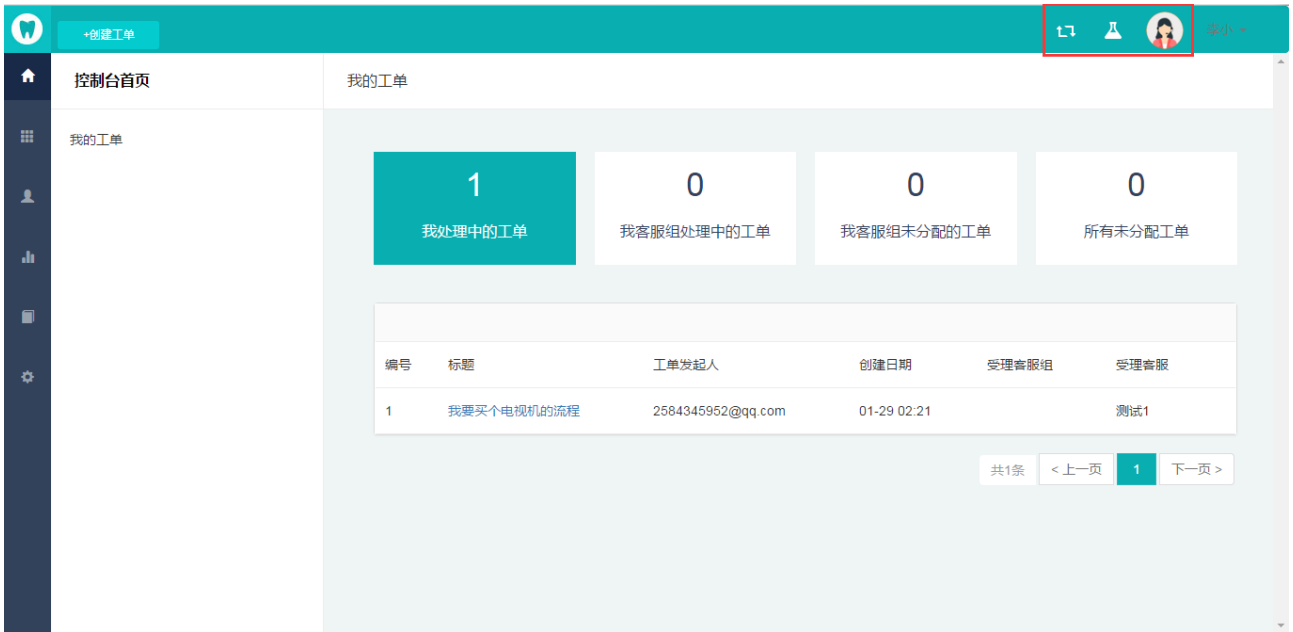 +创建工单
李小
控制台首页
我的工单
我的工单
1
我处理中的工单
0
我客服组处理中的工单
0
我客服组未分配的工单
0
所有未分配工单
编号 标题 工单发起人 创建日期 受理客服组 受理客服
1 我要买个电视机的流程 2584345952@qq.com 01-29 02:21 测试1
共1条 < 上一页 1 下一页 >